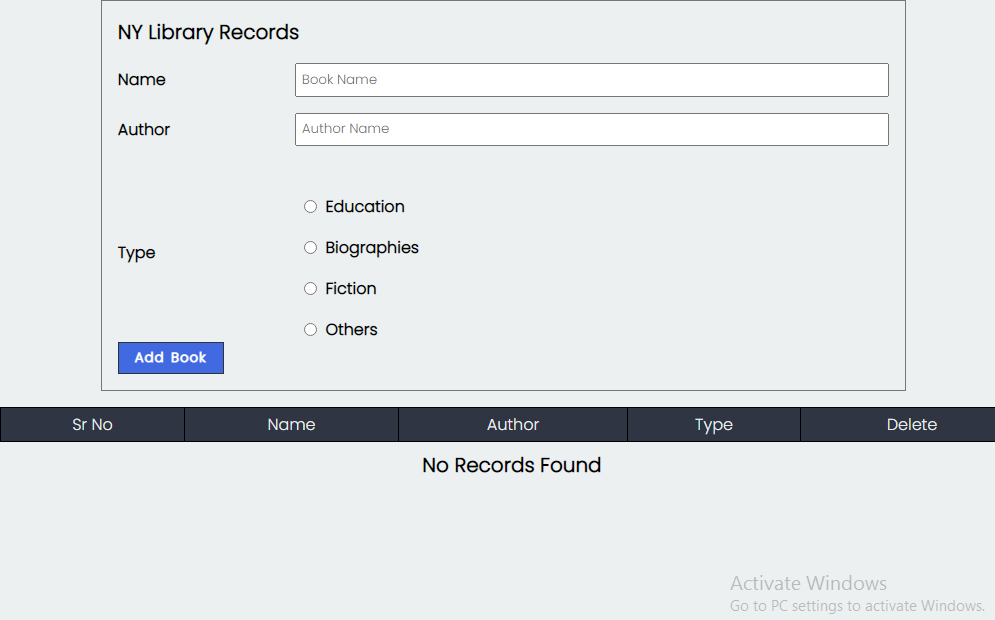 NY Library Records
Name
Book Name
Author
Author Name
Type
Education
Biographies
Fiction
Others
Add Book
Sr No Name Author Type Delete
No Records Found
Activate Windows
Go to PC settings to activate Windows.